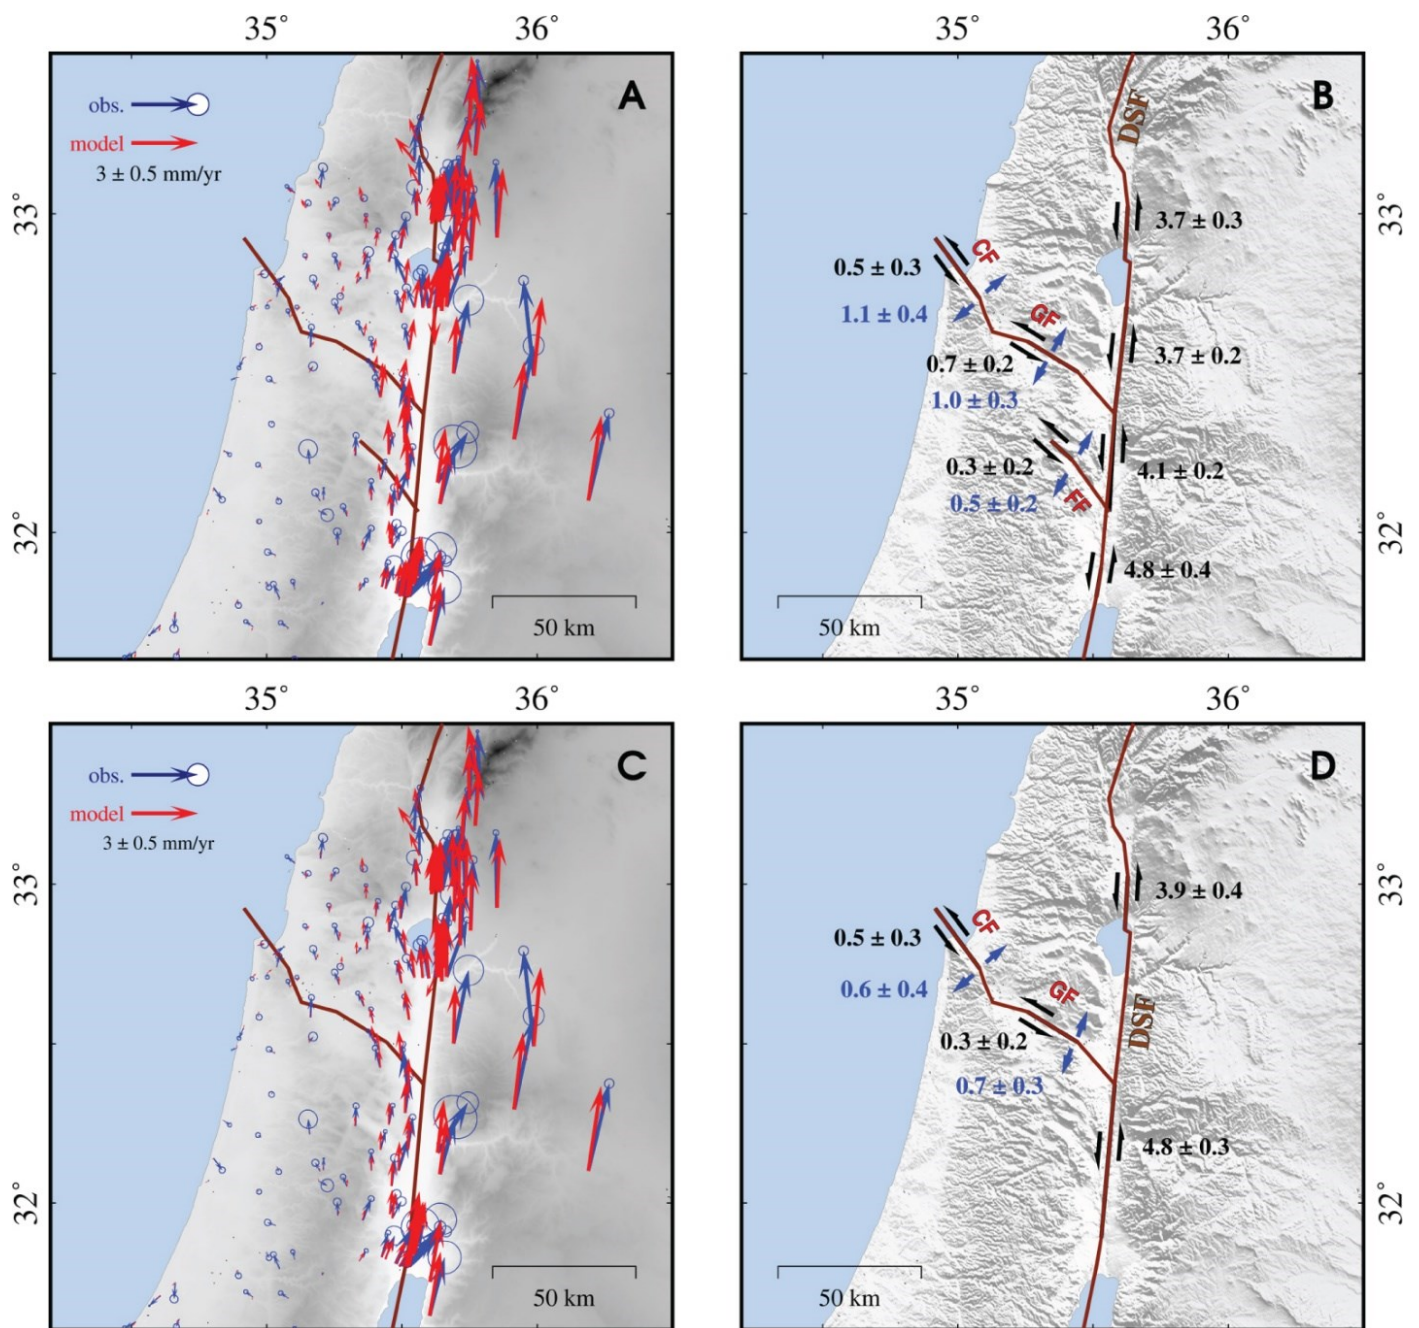 35°
36°
35°
36°
A
obs.
model
3 ± 0.5 mm/yr
33°
32°
50 km
B
DSF
3.7 ± 0.3
CF
0.5 ± 0.3
1.1 ± 0.4
GF
0.7 ± 0.2
3.7 ± 0.2
1.0 ± 0.3
0.3 ± 0.2
4.1 ± 0.2
0.5 ± 0.2
FF
4.8 ± 0.4
50 km
33°
32°
35°
36°
35°
36°
C
obs.
model
3 ± 0.5 mm/yr
33°
32°
50 km
D
3.9 ± 0.4
CF
0.5 ± 0.3
0.6 ± 0.4
GF
DSF
0.3 ± 0.2
0.7 ± 0.3
4.8 ± 0.3
50 km
33°
32°